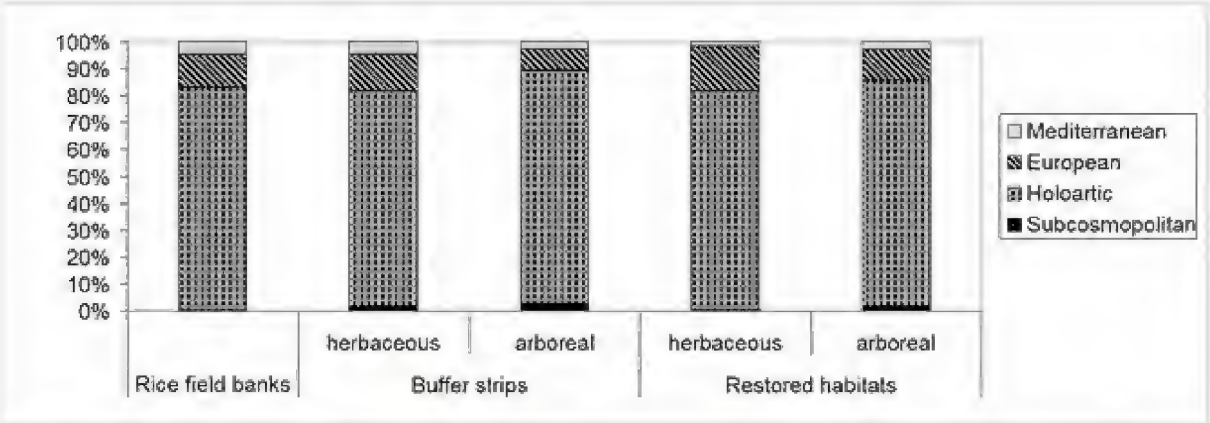 100%
90%
80%
70%
60%
50%
40%
30%
20%
10%
0%
herbaceous arboreal herbaceous arboreal
Rice field banks Buffer strips Restored habitats
Mediterranean
European
Holoartic
Subcosmopolitan